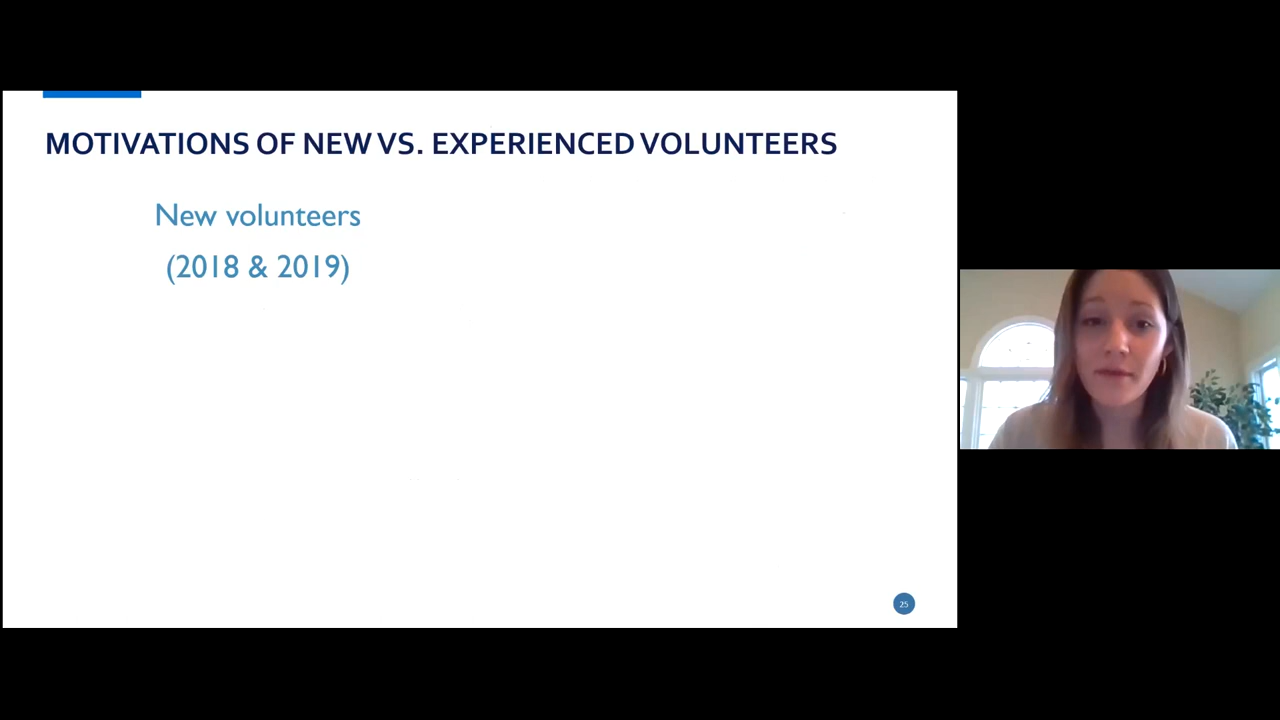 MOTIVATIONS OF NEW VS. EXPERIENCED VOLUNTEERS
New volunteers
(2018 & 2019)
25